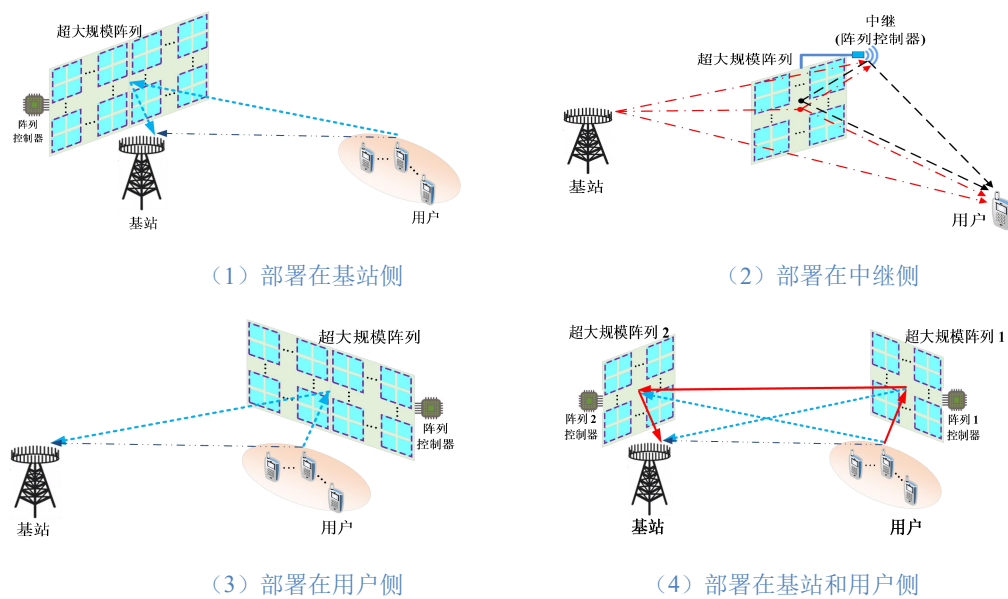 超大规模阵列
阵列
控制器
基站
用户
（1）部署在基站侧
中继
(阵列控制器)
超大规模阵列
基站
用户
（2）部署在中继侧
超大规模阵列
阵列
控制器
基站
用户
（3）部署在用户侧
超大规模阵列 2
超大规模阵列 1
阵列 2
控制器
阵列 1
控制器
基站
用户
（4）部署在基站和用户侧